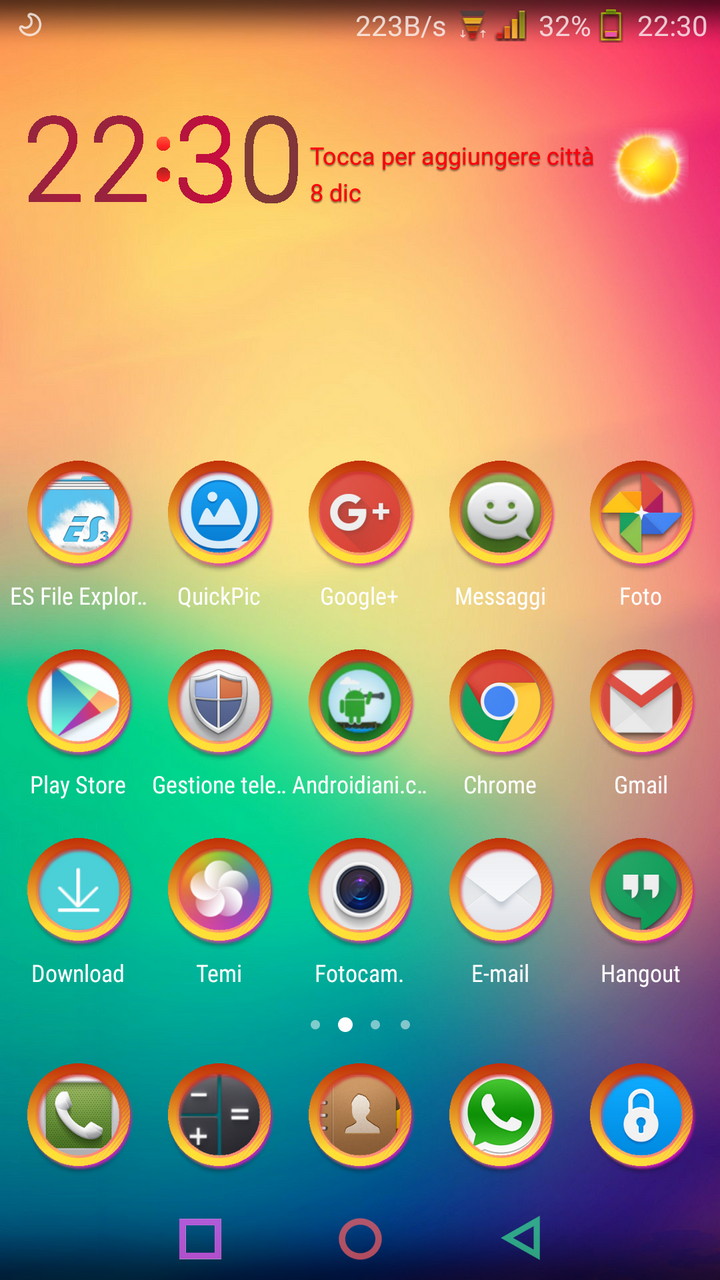 223B/s 32% 22:30
22:30
Tocca per aggiungere città
8 dic
ES3
G+
ES File Explor..
QuickPic
Google+
Messaggi
Foto
Play Store
Gestione tele..
Androidiani.c..
Chrome
Gmail
Download
Temi
Fotocam.
E-mail
Hangout